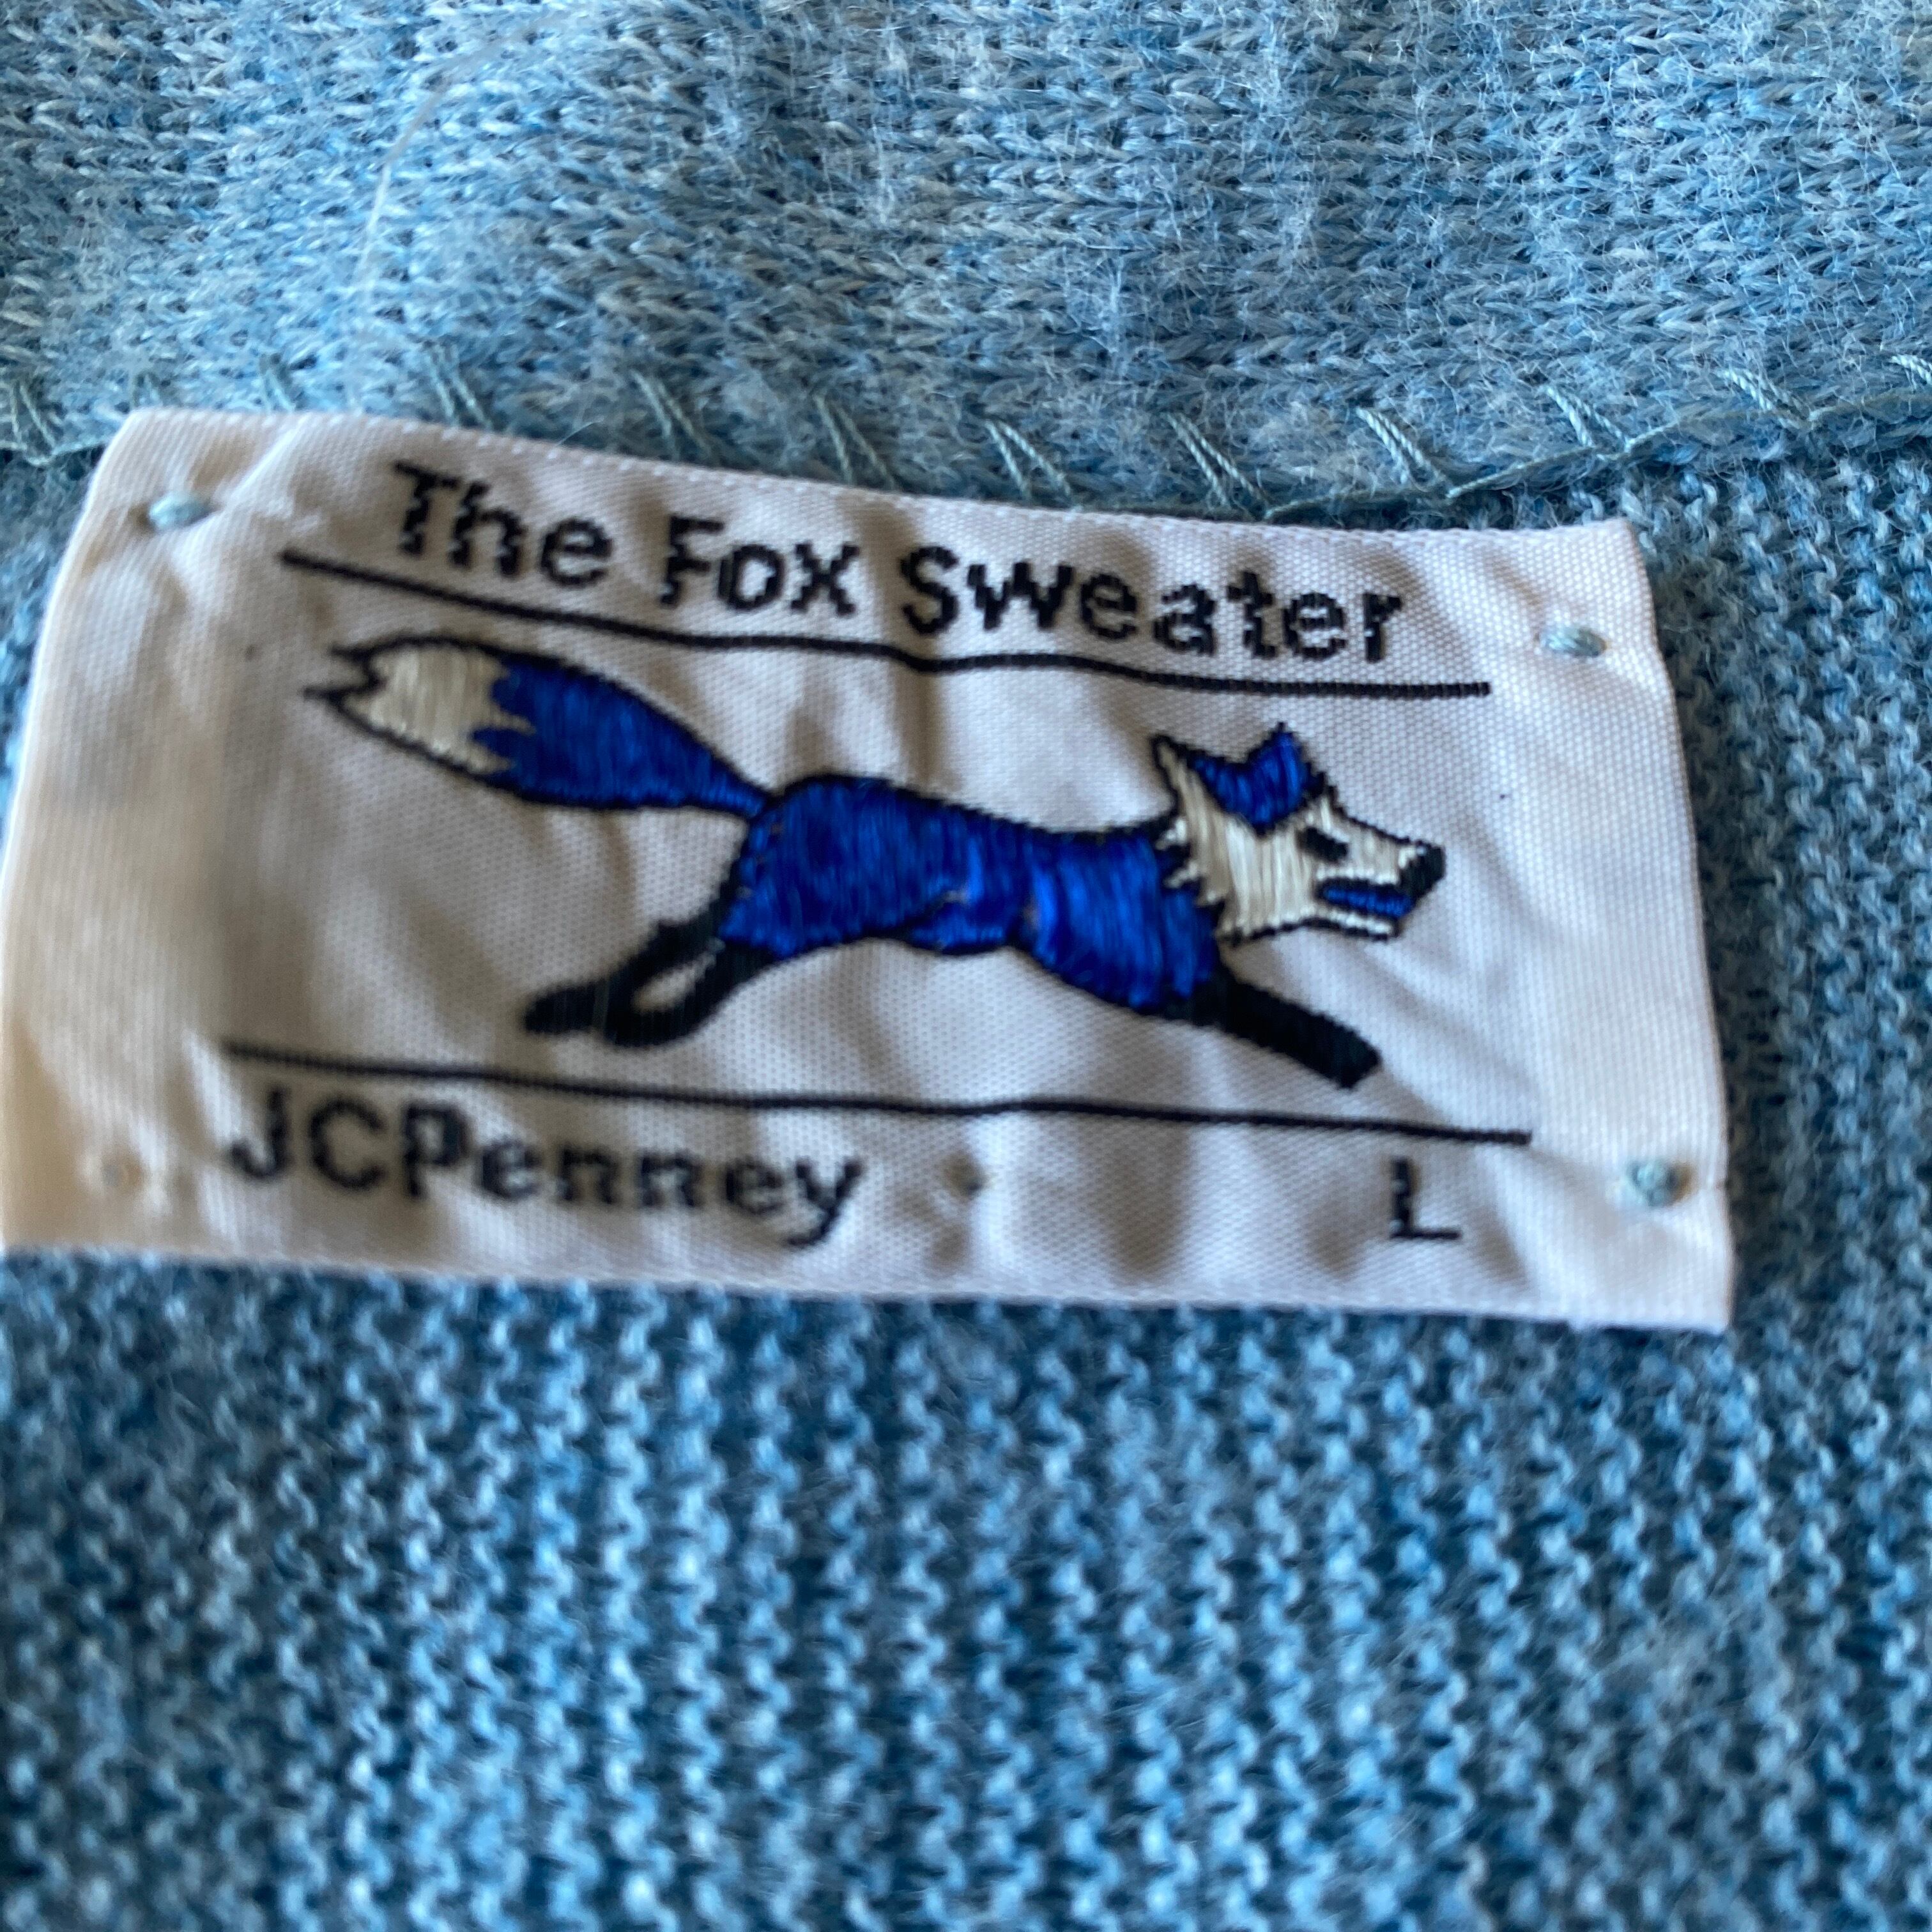 The Fox Sweater
JCPenney L